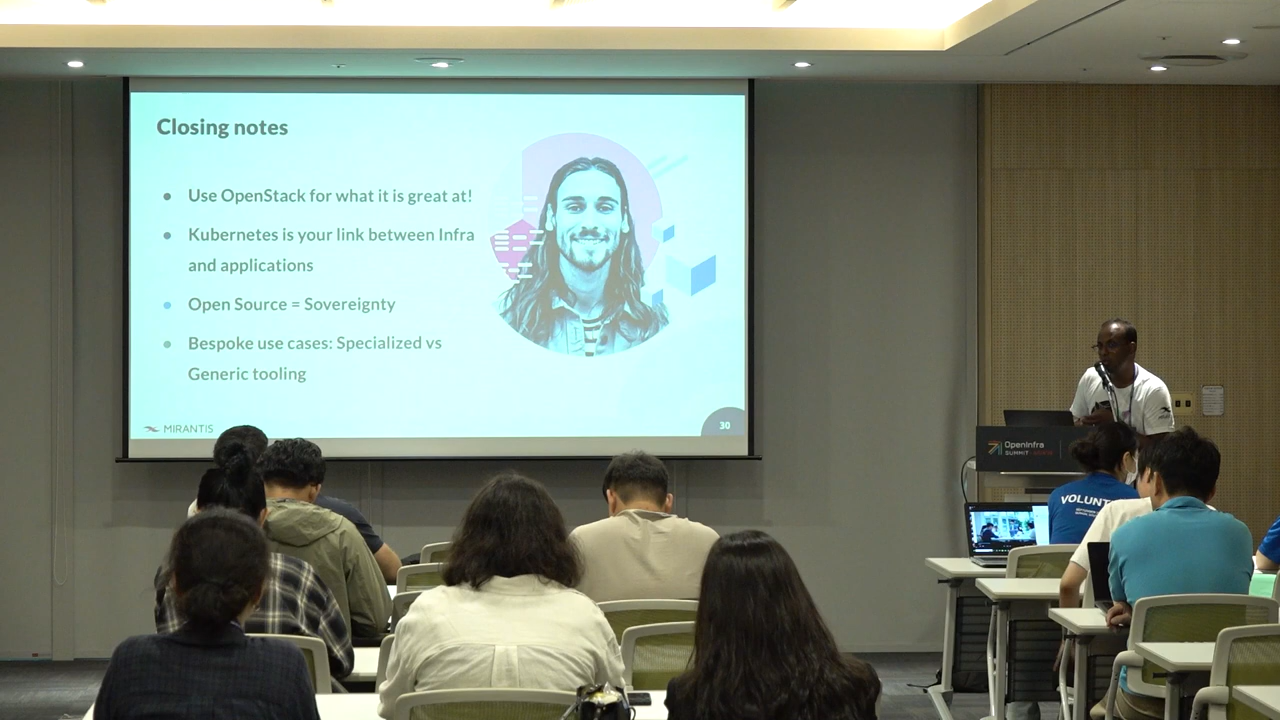 Closing notes
Use OpenStack for what it is great at!
Kubernetes is your link between Infra
and applications
Open Source = Sovereignty
Bespoke use cases: Specialized vs
Generic tooling
MIRANTIS
30
OpenInfra
SUMMIT
VOLUNT